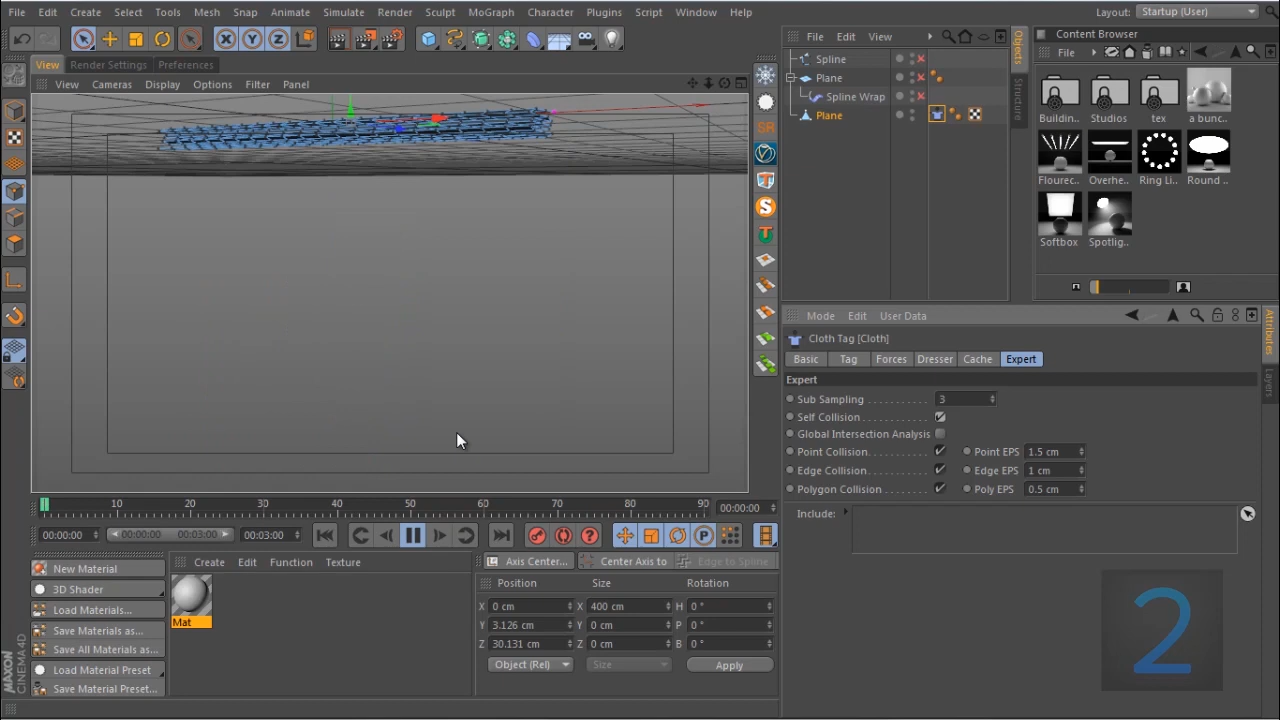 File Edit Create Select Tools Mesh Snap Animate Simulate Render Sculpt MoGraph Character Plugins Script Window Help Layout: Startup (User)
View Render Settings Preferences
View Cameras Display Options Filter Panel
File Edit View
Spline
Plane
Spline Wrap
Plane
Objects
Structure
Content Browser
File
Buildin.. Studios tex a bunc..
Flourec.. Overhe.. Ring Li.. Round ..
Softbox Spotlig..
Mode Edit User Data
Cloth Tag [Cloth]
Basic Tag Forces Dresser Cache Expert
Expert
Sub Sampling 3
Self Collision
Global Intersection Analysis
Point Collision Point EPS 1.5 cm
Edge Collision Edge EPS 1 cm
Polygon Collision Poly EPS 0.5 cm
Include:
Attributes
Layers
SR
0 10 20 30 40 50 60 70 80 90 00:00:00
00:00:00 00:00:00 00:03:00 00:03:00
New Material
3D Shader
Load Materials...
Save Materials as...
Save All Materials as...
Load Material Preset
Save Material Preset...
Create Edit Function Texture
Mat
Axis Center... Center Axis to Edge to Spline
Position Size Rotation
X 0 cm X 400 cm H 0 °
Y 3.126 cm Y 0 cm P 0 °
Z 30.131 cm Z 0 cm B 0 °
Object (Rel) Size Apply
MAXON
CINEMA 4D
2